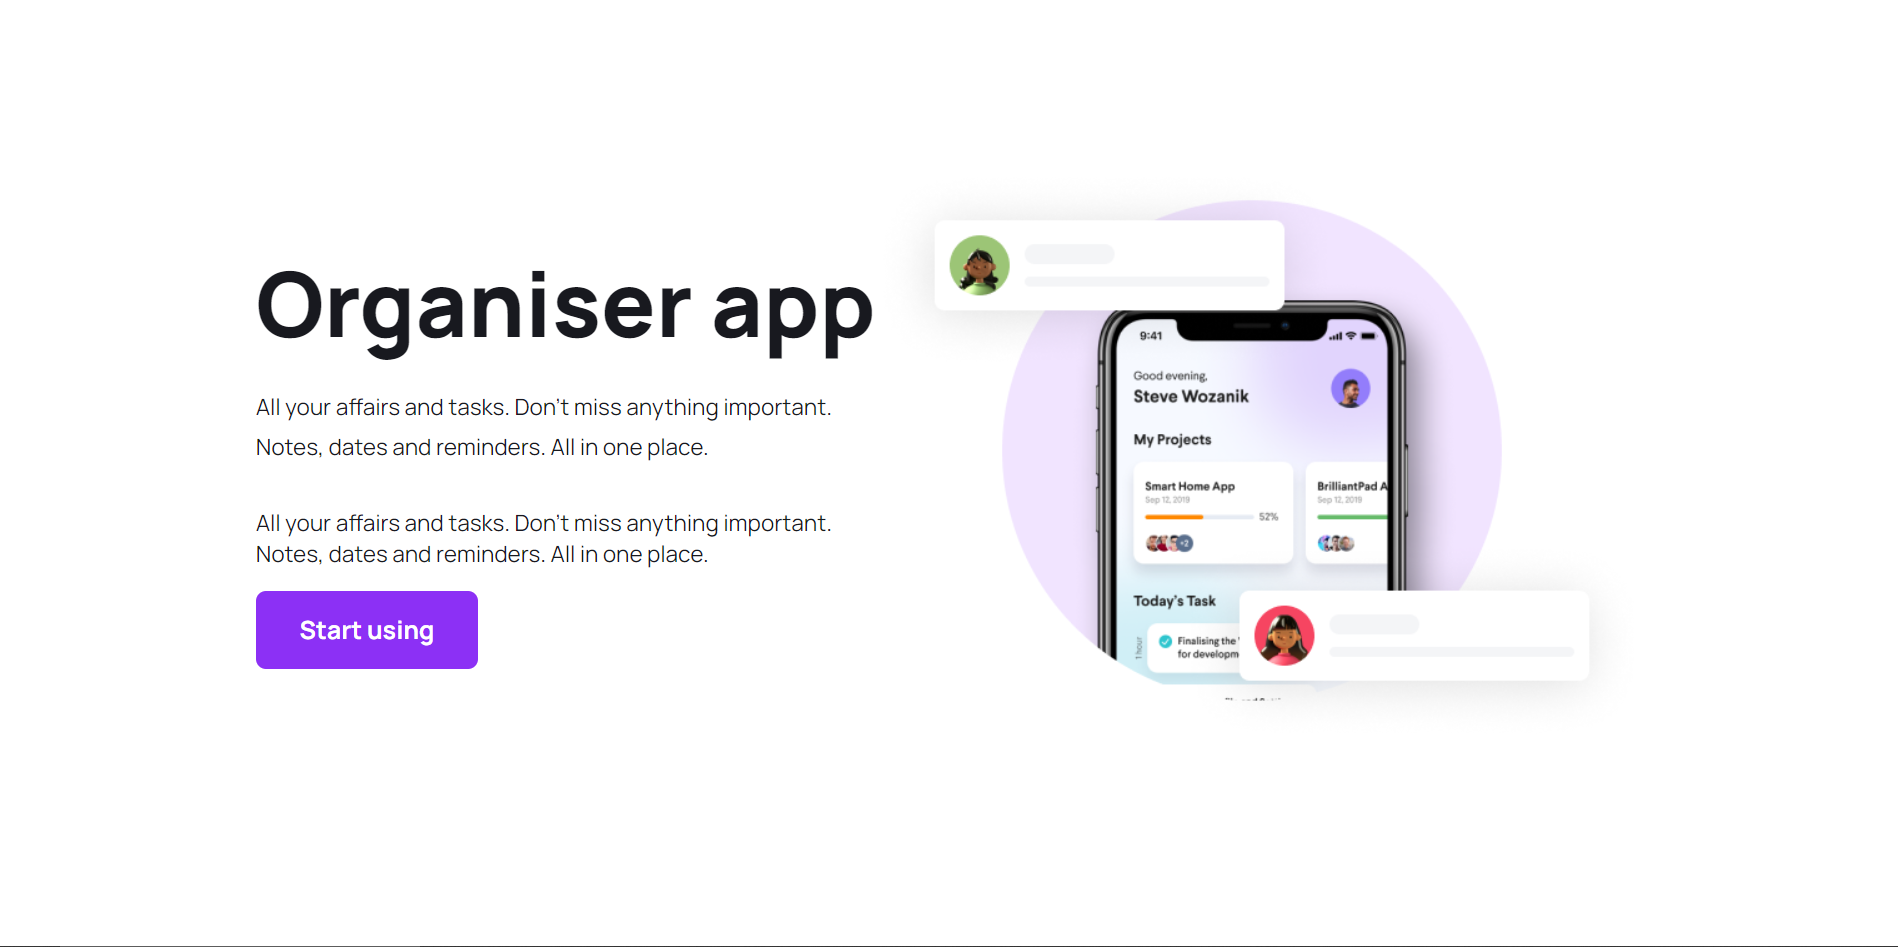 Organiser app
All your affairs and tasks. Don't miss anything important.
Notes, dates and reminders. All in one place.
All your affairs and tasks. Don't miss anything important.
Notes, dates and reminders. All in one place.
Start using
9:41
Good evening,
Steve Wozanik
My Projects
Smart Home App
Sep 12, 2019
52%
+2
BrilliantPad A
Sep 12, 2019
Today's Task
1 hour
Finalising the
for developm